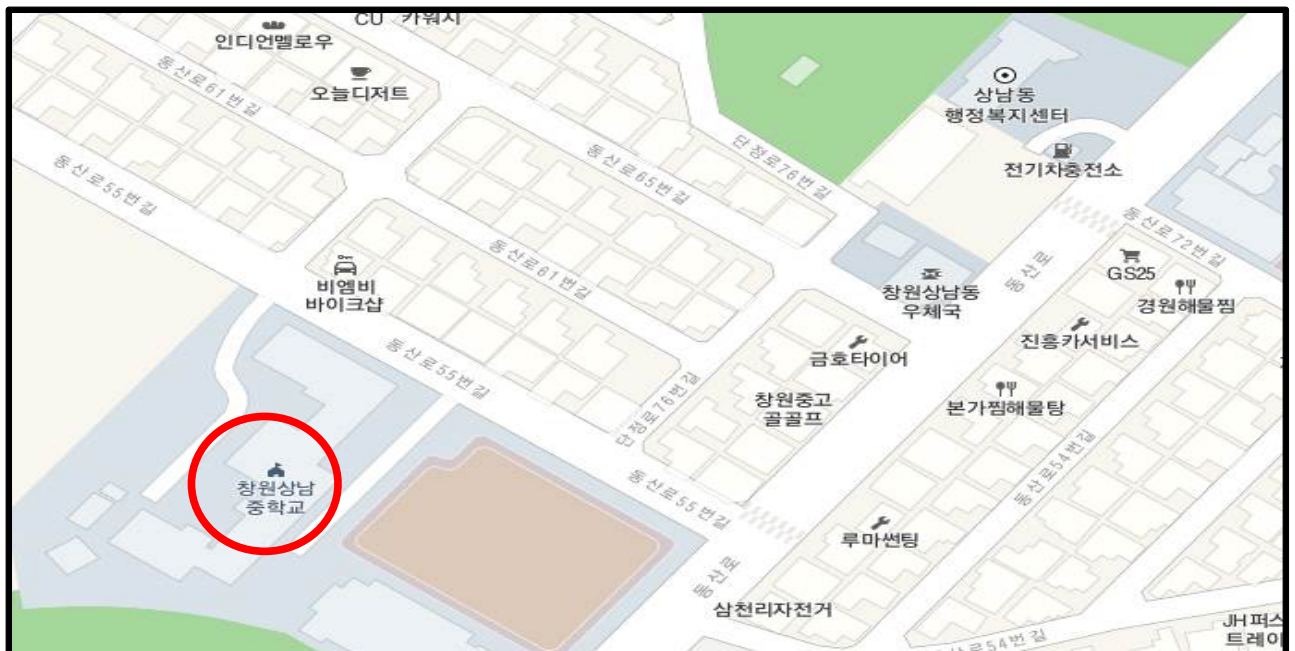 CU 카워시
인디언멜로우
오늘디저트
동산로61번길
동산로55번길
동산로65번길
단정로76번길
상남동
행정복지센터
전기차충전소
동산로72번길
동산로
GS25
경원해물찜
창원상남동
우체국
동산로61번길
비엠비
바이크샵
진흥카서비스
금호타이어
동산로55번길
단정로76번길
창원중고
골골프
본가찜해물탕
동산로54번길
창원상남
중학교
동산로55번길
루마썬팅
동산로
삼천리자전거
로54번길
JH퍼스
트레이